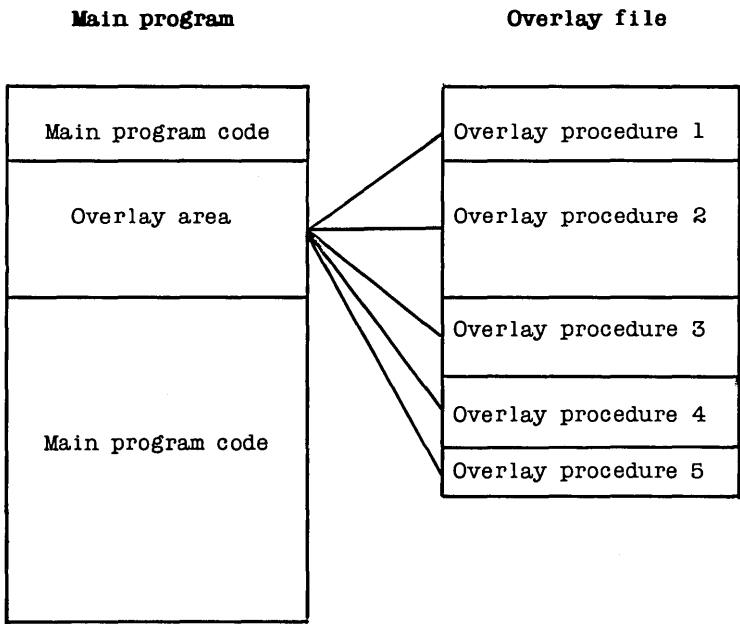 Main program
Overlay file
Main program code
Overlay area
Main program code
Overlay procedure 1
Overlay procedure 2
Overlay procedure 3
Overlay procedure 4
Overlay procedure 5